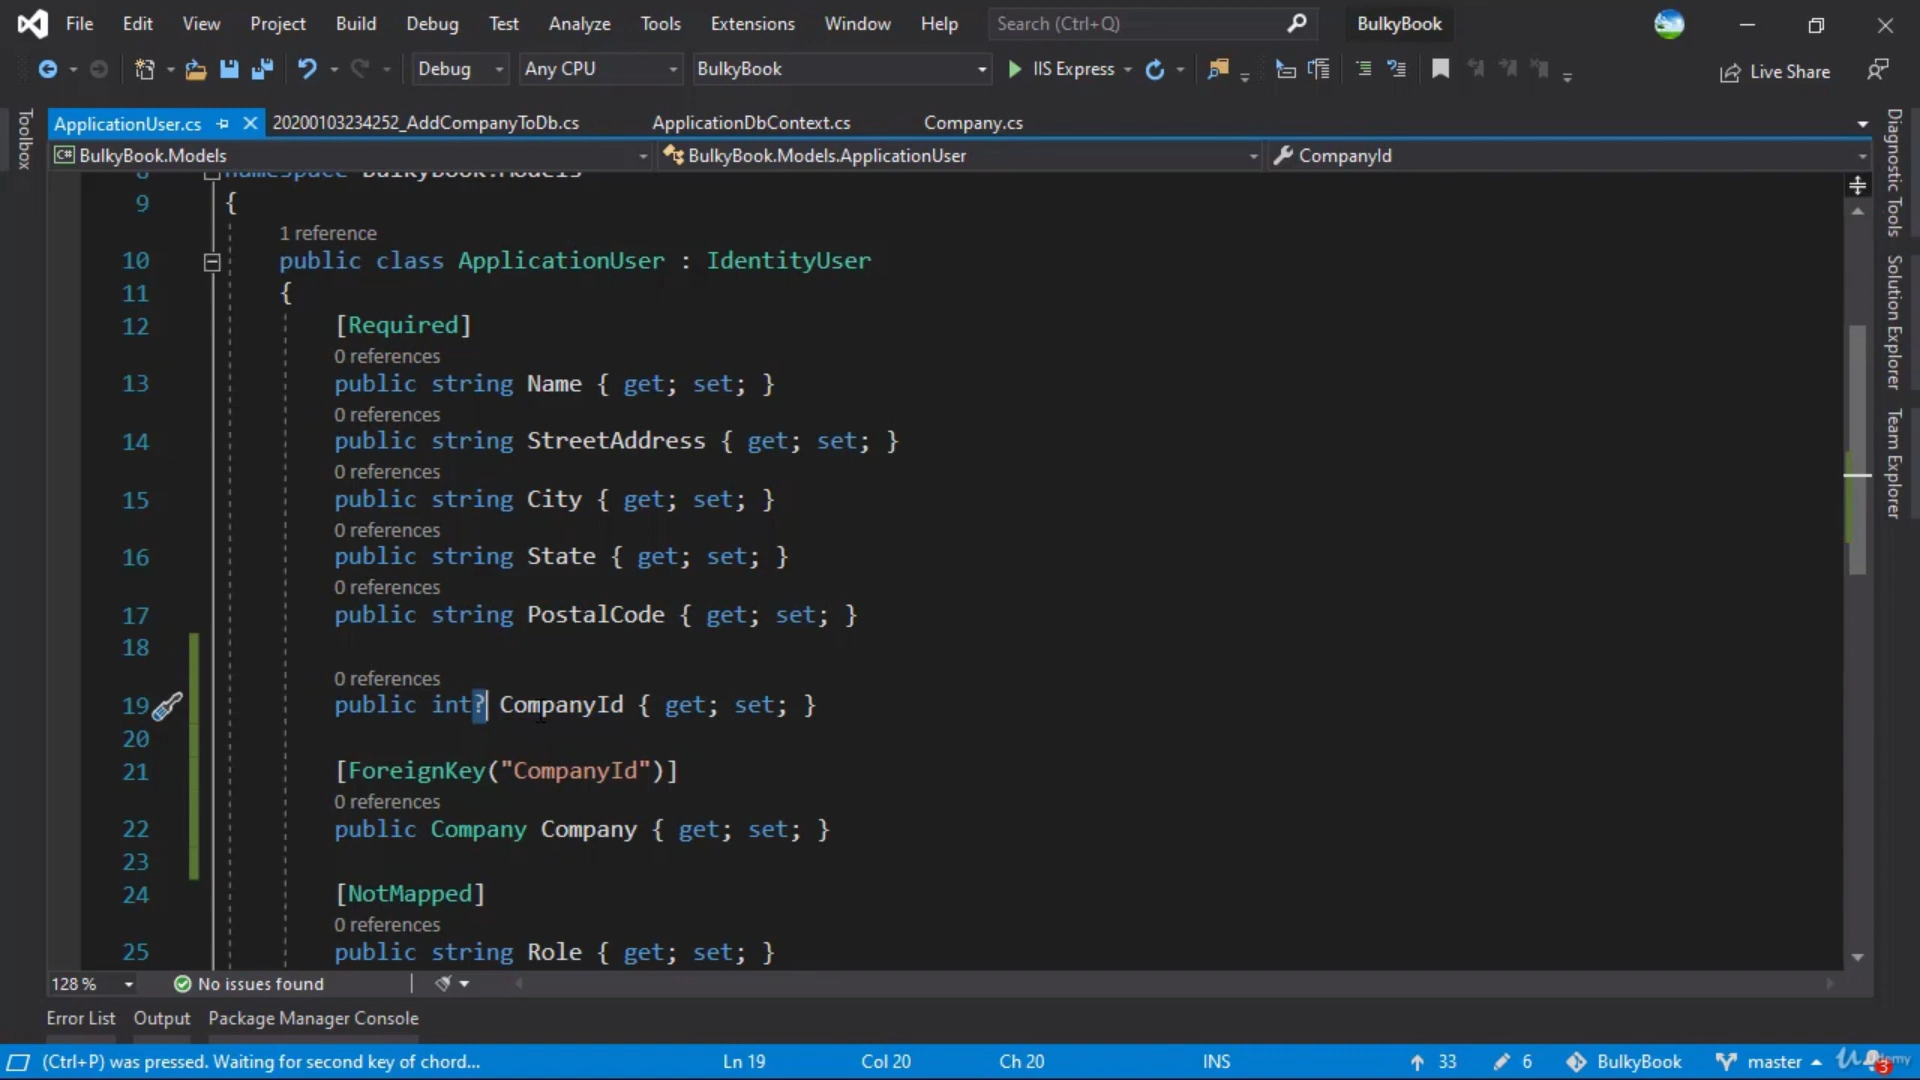 File Edit View Project Build Debug Test Analyze Tools Extensions Window Help Search (Ctrl+Q) BulkyBook
Debug Any CPU BulkyBook IIS Express Live Share
Toolbox
ApplicationUser.cs 20200103234252_AddCompanyToDb.cs ApplicationDbContext.cs Company.cs
BulkyBook.Models BulkyBook.Models.ApplicationUser CompanyId
8 namespace BulkyBook.Models
9 {
1 reference
10 public class ApplicationUser : IdentityUser
11 {
12 [Required]
0 references
13 public string Name { get; set; }
0 references
14 public string StreetAddress { get; set; }
0 references
15 public string City { get; set; }
0 references
16 public string State { get; set; }
0 references
17 public string PostalCode { get; set; }
18
0 references
19 public int? CompanyId { get; set; }
20
21 [ForeignKey("CompanyId")]
0 references
22 public Company Company { get; set; }
23
24 [NotMapped]
0 references
25 public string Role { get; set; }
Diagnostic Tools
Solution Explorer
Team Explorer
128 % No issues found
Error List Output Package Manager Console
(Ctrl+P) was pressed. Waiting for second key of chord... Ln 19 Col 20 Ch 20 INS 33 6 BulkyBook master 3